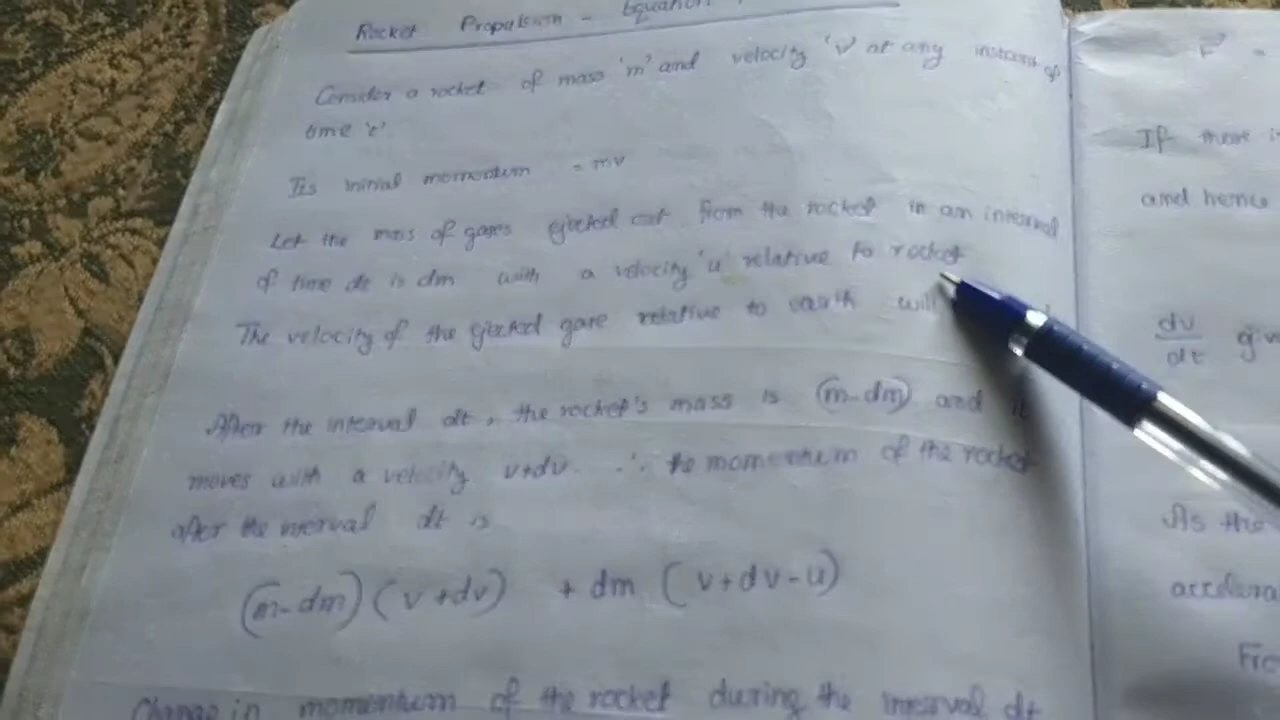 Rocket Propulsion - Equation
Consider a rocket of mass 'm' and velocity 'v' at any instant of
time 't'.
Its initial momentum = mv
Let the mass of gases ejected out from the rocket in an interval
of time dt is dm with a velocity 'u' relative to rocket
The velocity of the ejected gase relative to earth will
After the interval dt, the rocket's mass is (m-dm) and it
moves with a velocity v+dv. ∴ the momentum of the rocket
after the interval dt is
(m-dm) (v+dv) + dm (v+dv-u)
Change in momentum of the rocket during the interval dt
If there i
and hence
dv/dt giv
As the
accelera